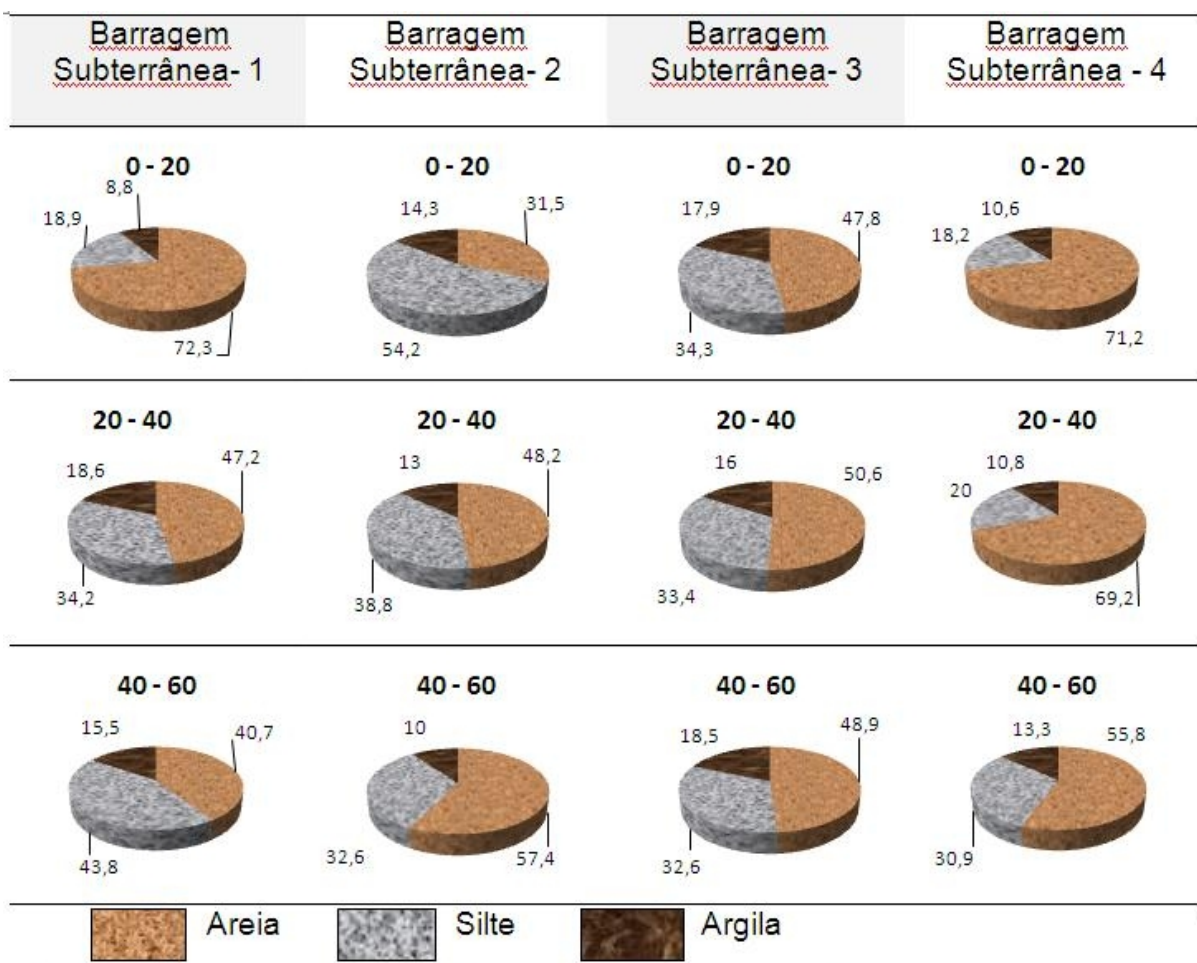 Barragem
Subterrânea- 1
Barragem
Subterrânea- 2
Barragem
Subterrânea- 3
Barragem
Subterrânea - 4
0 - 20
8,8
18,9
72,3
0 - 20
14,3
31,5
54,2
0 - 20
17,9
47,8
34,3
0 - 20
10,6
18,2
71,2
20 - 40
18,6
47,2
34,2
20 - 40
13
48,2
38,8
20 - 40
16
50,6
33,4
20 - 40
10,8
20
69,2
40 - 60
15,5
40,7
43,8
40 - 60
10
32,6
57,4
40 - 60
18,5
48,9
32,6
40 - 60
13,3
55,8
30,9
Areia
Silte
Argila